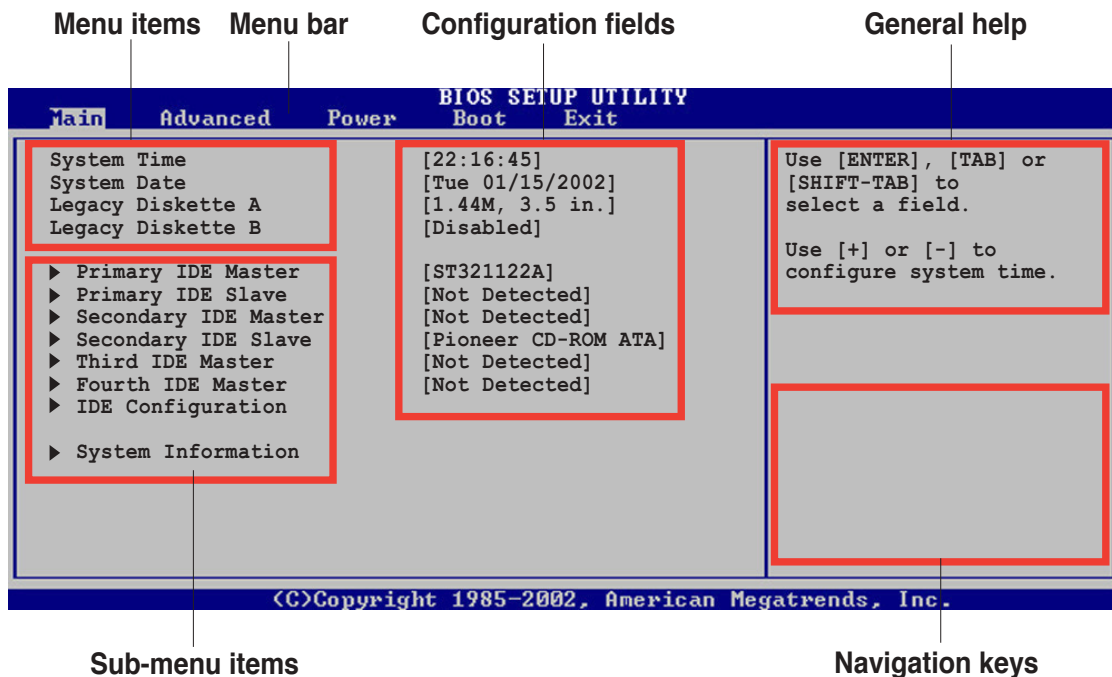 Menu items Menu bar Configuration fields General help
BIOS SETUP UTILITY
Main Advanced Power Boot Exit
System Time [22:16:45]
System Date [Tue 01/15/2002]
Legacy Diskette A [1.44M, 3.5 in.]
Legacy Diskette B [Disabled]
Primary IDE Master [ST321122A]
Primary IDE Slave [Not Detected]
Secondary IDE Master [Not Detected]
Secondary IDE Slave [Pioneer CD-ROM ATA]
Third IDE Master [Not Detected]
Fourth IDE Master [Not Detected]
IDE Configuration
System Information
Use [ENTER], [TAB] or
[SHIFT-TAB] to
select a field.
Use [+] or [-] to
configure system time.
(C)Copyright 1985-2002, American Megatrends, Inc.
Sub-menu items Navigation keys